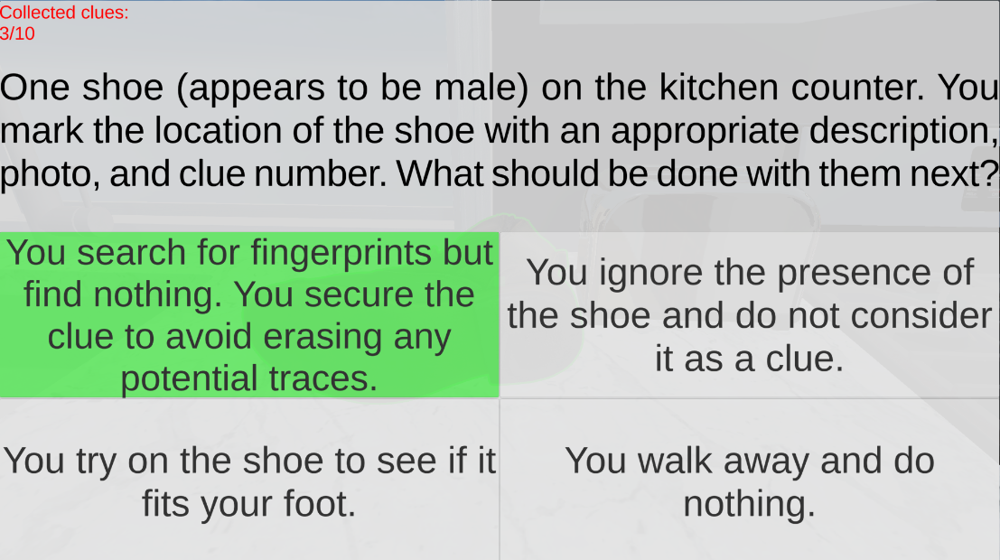 Collected clues:
3/10
One shoe (appears to be male) on the kitchen counter. You
mark the location of the shoe with an appropriate description,
photo, and clue number. What should be done with them next?
You search for fingerprints but
find nothing. You secure the
clue to avoid erasing any
potential traces.
You ignore the presence of
the shoe and do not consider
it as a clue.
You try on the shoe to see if it
fits your foot.
You walk away and do
nothing.